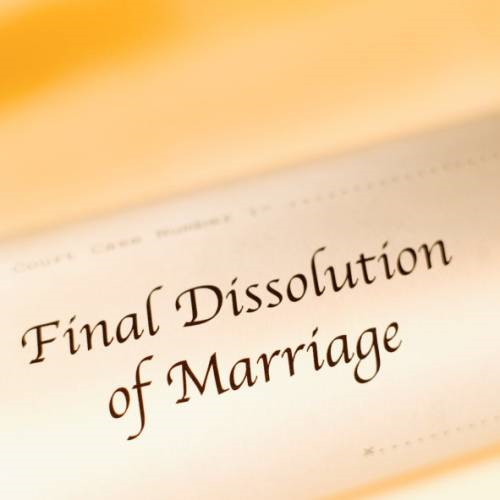 Court Case Number :- ....................
Final Dissolution
of Marriage
x....................